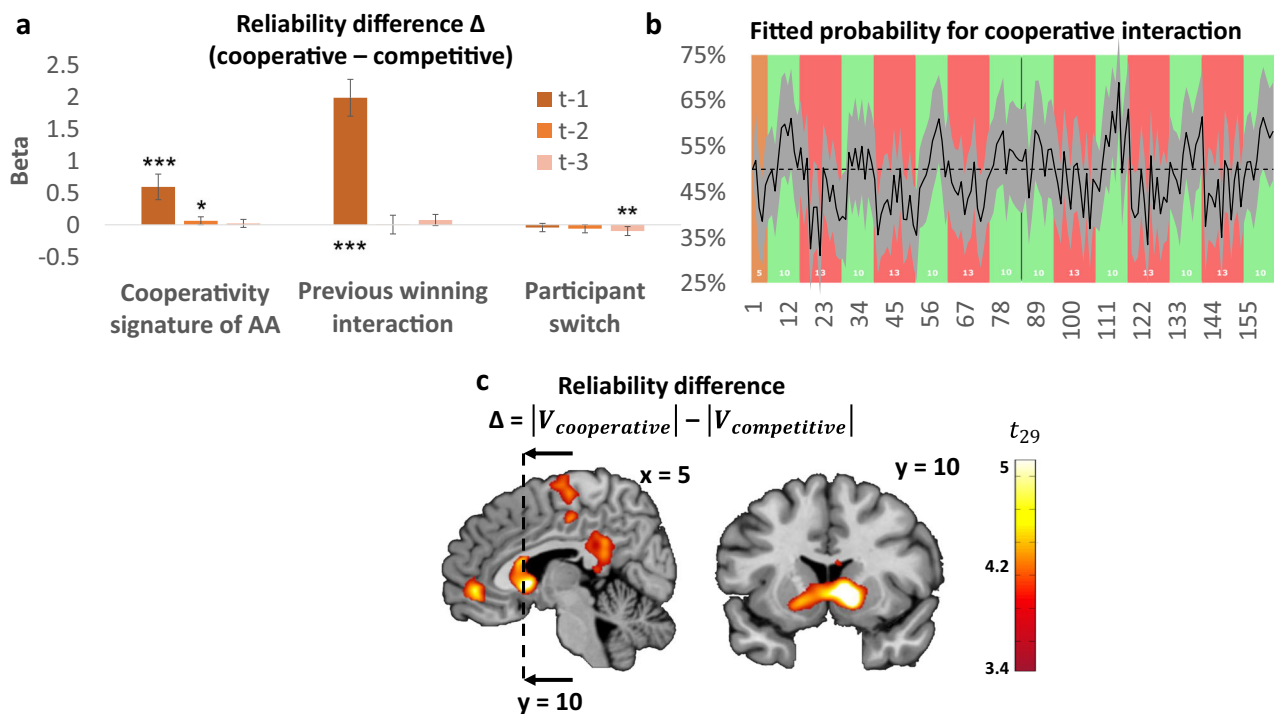 a
Reliability difference Δ
(cooperative – competitive)
2.5
2
1.5
1
0.5
0
-0.5
Beta
t-1
t-2
t-3
***
*
***
**
Cooperativity
signature of AA
Previous winning
interaction
Participant
switch
b
Fitted probability for cooperative interaction
75%
65%
55%
45%
35%
25%
5 10 13 10 13 10 13 10 10 13 10 13 10 13 10
1 12 23 34 45 56 67 78 89 100 111 122 133 144 155
c
Reliability difference
Δ = |V_cooperative| − |V_competitive|
x = 5
y = 10
y = 10
t_29
5
4.2
3.4